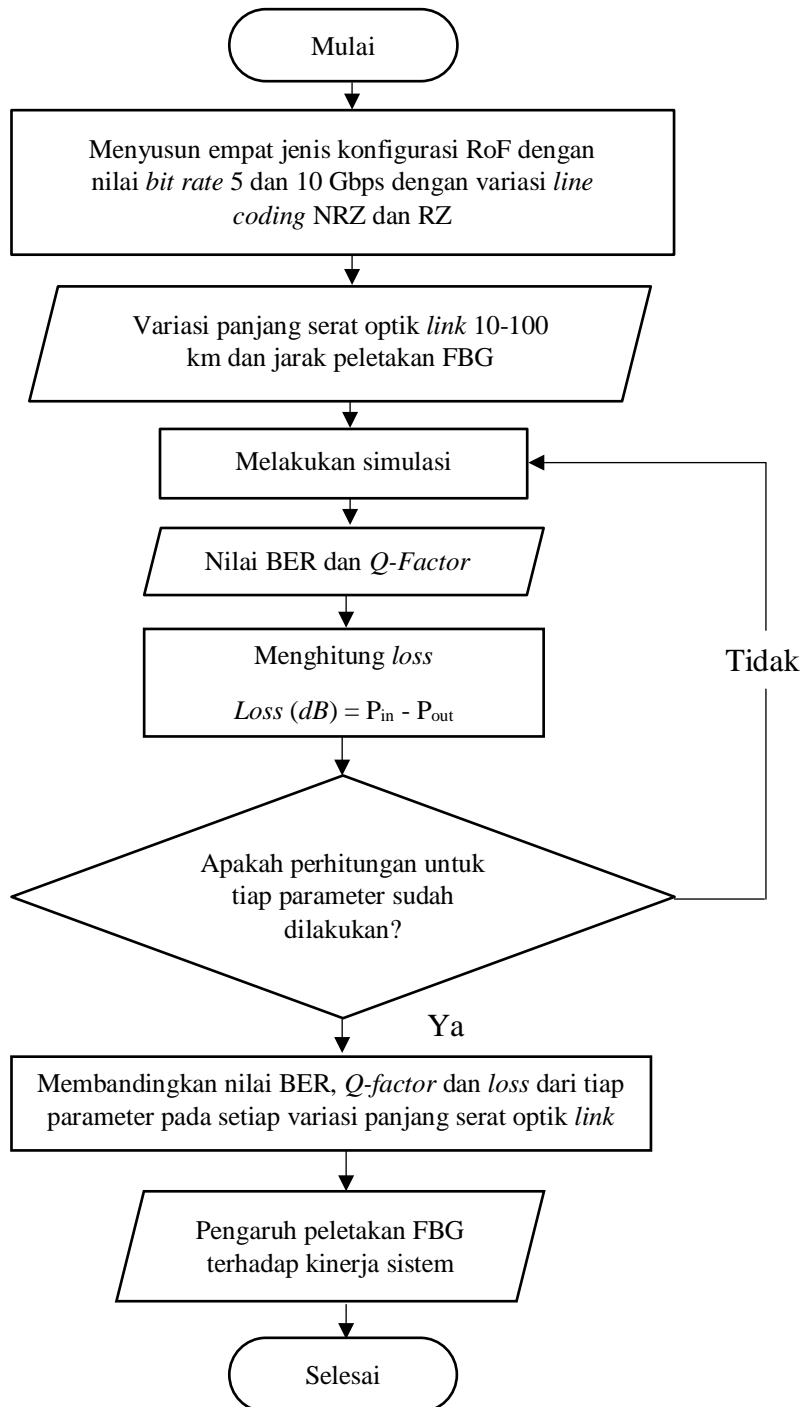 Mulai
Menyusun empat jenis konfigurasi RoF dengan
nilai bit rate 5 dan 10 Gbps dengan variasi line
coding NRZ dan RZ
Variasi panjang serat optik link 10-100
km dan jarak peletakan FBG
Melakukan simulasi
Nilai BER dan Q-Factor
Menghitung loss
Loss (dB) = Pin - Pout
Tidak
Apakah perhitungan untuk
tiap parameter sudah
dilakukan?
Ya
Membandingkan nilai BER, Q-factor dan loss dari tiap
parameter pada setiap variasi panjang serat optik link
Pengaruh peletakan FBG
terhadap kinerja sistem
Selesai